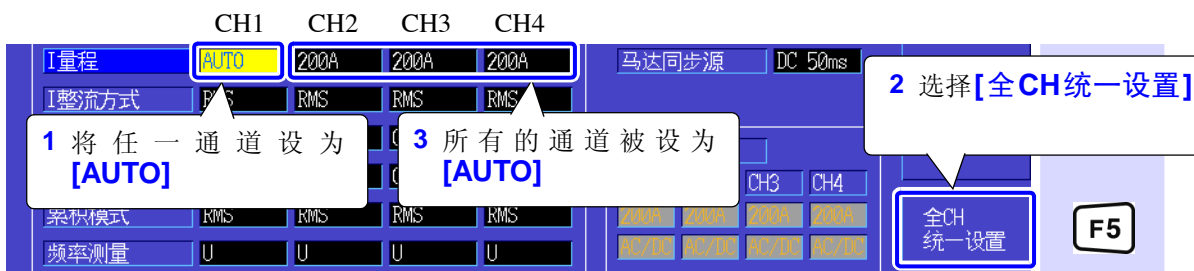 CH1 CH2 CH3 CH4
I量程 AUTO 200A 200A 200A 马达同步源 DC 50ms
I整流方式 RMS RMS RMS
1 将任一通道设为
[AUTO]
3 所有的通道被设为
[AUTO]
2 选择[全CH统一设置]
CH3 CH4
累积模式 RMS RMS RMS RMS 200A 200A 200A 200A
频率测量 U U U U AC/DC AC/DC AC/DC AC/DC
全CH
统一设置
F5